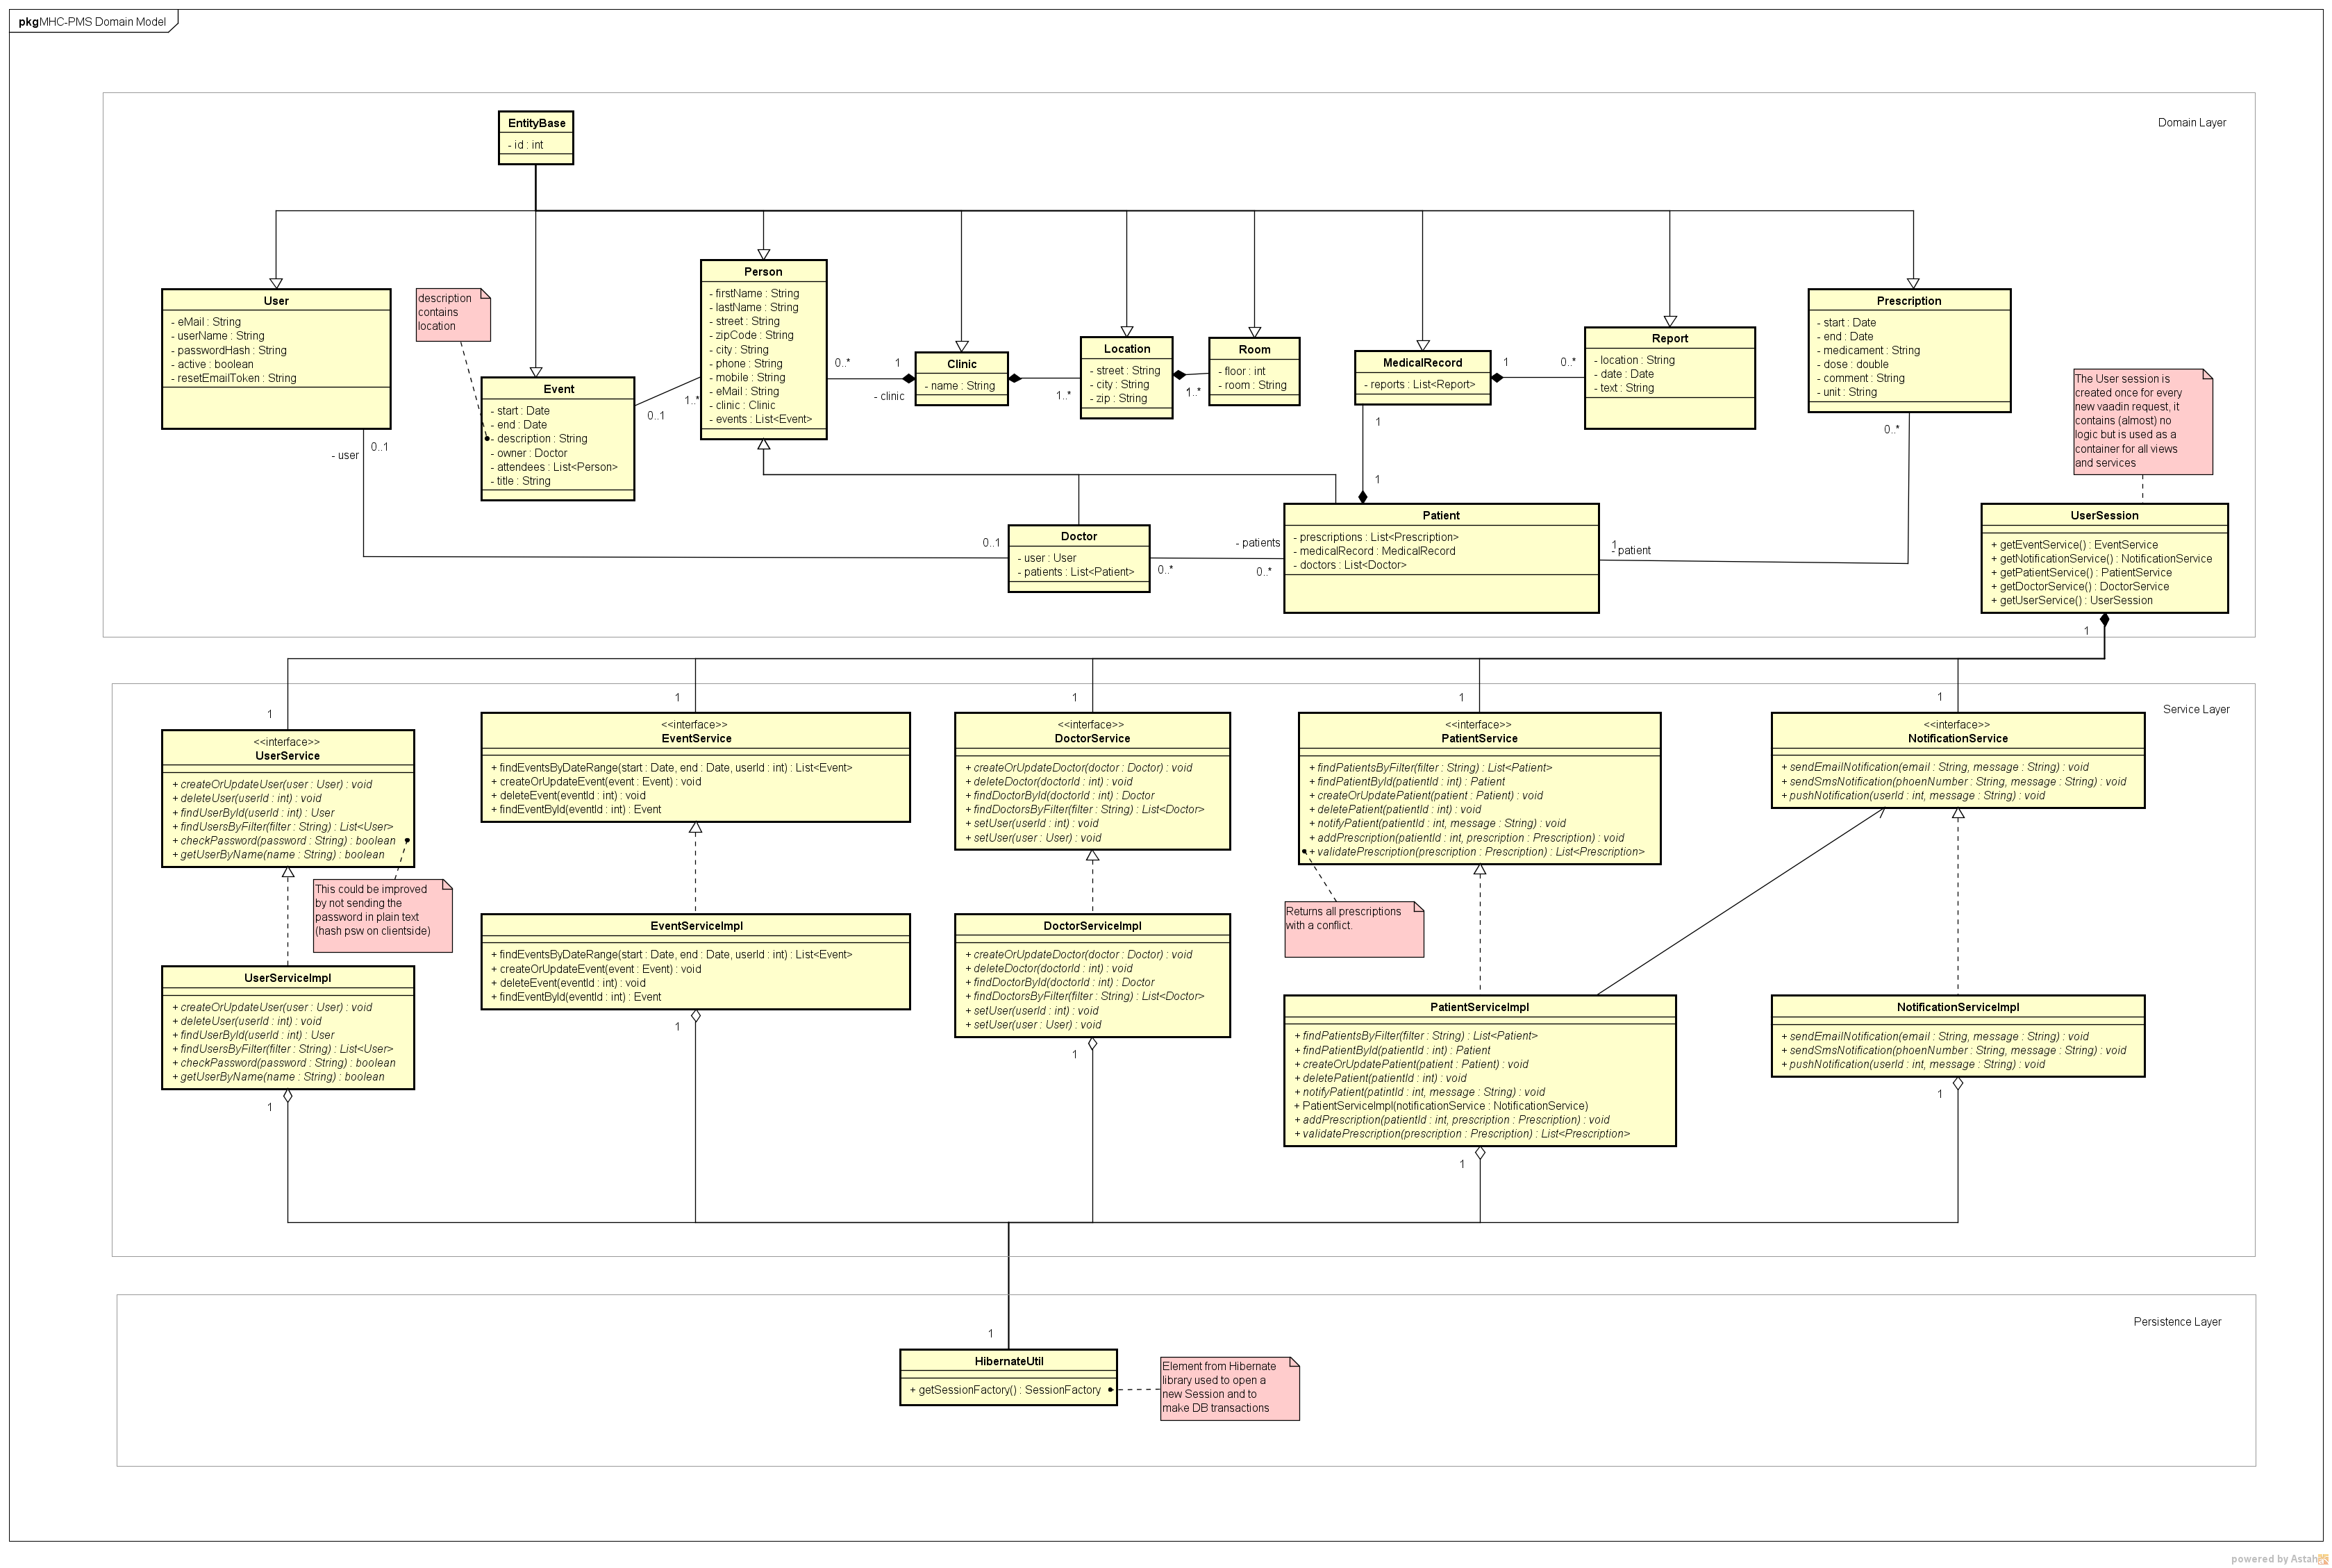 pkg MHC-PMS Domain Model
Domain Layer
EntityBase
- id : int
User
- eMail : String
- userName : String
- passwordHash : String
- active : boolean
- resetEmailToken : String
description
contains
location
Event
- start : Date
- end : Date
- description : String
- owner : Doctor
- attendees : List<Person>
- title : String
0..1
1..*
Person
- firstName : String
- lastName : String
- street : String
- zipCode : String
- city : String
- phone : String
- mobile : String
- eMail : String
- clinic : Clinic
- events : List<Event>
0..*
1
- clinic
Clinic
- name : String
1..*
Location
- street : String
- city : String
- zip : String
1..*
Room
- floor : int
- room : String
MedicalRecord
- reports : List<Report>
1
0..*
1
1
Report
- location : String
- date : Date
- text : String
Prescription
- start : Date
- end : Date
- medicament : String
- dose : double
- comment : String
- unit : String
0..*
The User session is
created once for every
new vaadin request, it
contains (almost) no
logic but is used as a
container for all views
and services
- user
0..1
0..1
Doctor
- user : User
- patients : List<Patient>
0..*
- patients
0..*
Patient
- prescriptions : List<Prescription>
- medicalRecord : MedicalRecord
- doctors : List<Doctor>
1
- patient
UserSession
+ getEventService() : EventService
+ getNotificationService() : NotificationService
+ getPatientService() : PatientService
+ getDoctorService() : DoctorService
+ getUserService() : UserSession
1
Service Layer
1
1
1
1
1
<<interface>>
UserService
+ createOrUpdateUser(user : User) : void
+ deleteUser(userId : int) : void
+ findUserById(userId : int) : User
+ findUsersByFilter(filter : String) : List<User>
+ checkPassword(password : String) : boolean
+ getUserByName(name : String) : boolean
<<interface>>
EventService
+ findEventsByDateRange(start : Date, end : Date, userId : int) : List<Event>
+ createOrUpdateEvent(event : Event) : void
+ deleteEvent(eventId : int) : void
+ findEventById(eventId : int) : Event
<<interface>>
DoctorService
+ createOrUpdateDoctor(doctor : Doctor) : void
+ deleteDoctor(doctorId : int) : void
+ findDoctorById(doctorId : int) : Doctor
+ findDoctorsByFilter(filter : String) : List<Doctor>
+ setUser(userId : int) : void
+ setUser(user : User) : void
<<interface>>
PatientService
+ findPatientsByFilter(filter : String) : List<Patient>
+ findPatientById(patientId : int) : Patient
+ createOrUpdatePatient(patient : Patient) : void
+ deletePatient(patientId : int) : void
+ notifyPatient(patientId : int, message : String) : void
+ addPrescription(patientId : int, prescription : Prescription) : void
+ validatePrescription(prescription : Prescription) : List<Prescription>
<<interface>>
NotificationService
+ sendEmailNotification(email : String, message : String) : void
+ sendSmsNotification(phoenNumber : String, message : String) : void
+ pushNotification(userId : int, message : String) : void
This could be improved
by not sending the
password in plain text
(hash psw on clientside)
Returns all prescriptions
with a conflict.
UserServiceImpl
+ createOrUpdateUser(user : User) : void
+ deleteUser(userId : int) : void
+ findUserById(userId : int) : User
+ findUsersByFilter(filter : String) : List<User>
+ checkPassword(password : String) : boolean
+ getUserByName(name : String) : boolean
1
EventServiceImpl
+ findEventsByDateRange(start : Date, end : Date, userId : int) : List<Event>
+ createOrUpdateEvent(event : Event) : void
+ deleteEvent(eventId : int) : void
+ findEventById(eventId : int) : Event
1
DoctorServiceImpl
+ createOrUpdateDoctor(doctor : Doctor) : void
+ deleteDoctor(doctorId : int) : void
+ findDoctorById(doctorId : int) : Doctor
+ findDoctorsByFilter(filter : String) : List<Doctor>
+ setUser(userId : int) : void
+ setUser(user : User) : void
1
PatientServiceImpl
+ findPatientsByFilter(filter : String) : List<Patient>
+ findPatientById(patientId : int) : Patient
+ createOrUpdatePatient(patient : Patient) : void
+ deletePatient(patientId : int) : void
+ notifyPatient(patintId : int, message : String) : void
+ PatientServiceImpl(notificationService : NotificationService)
+ addPrescription(patientId : int, prescription : Prescription) : void
+ validatePrescription(prescription : Prescription) : List<Prescription>
1
NotificationServiceImpl
+ sendEmailNotification(email : String, message : String) : void
+ sendSmsNotification(phoenNumber : String, message : String) : void
+ pushNotification(userId : int, message : String) : void
1
Persistence Layer
1
HibernateUtil
+ getSessionFactory() : SessionFactory
Element from Hibernate
library used to open a
new Session and to
make DB transactions
powered by Astah